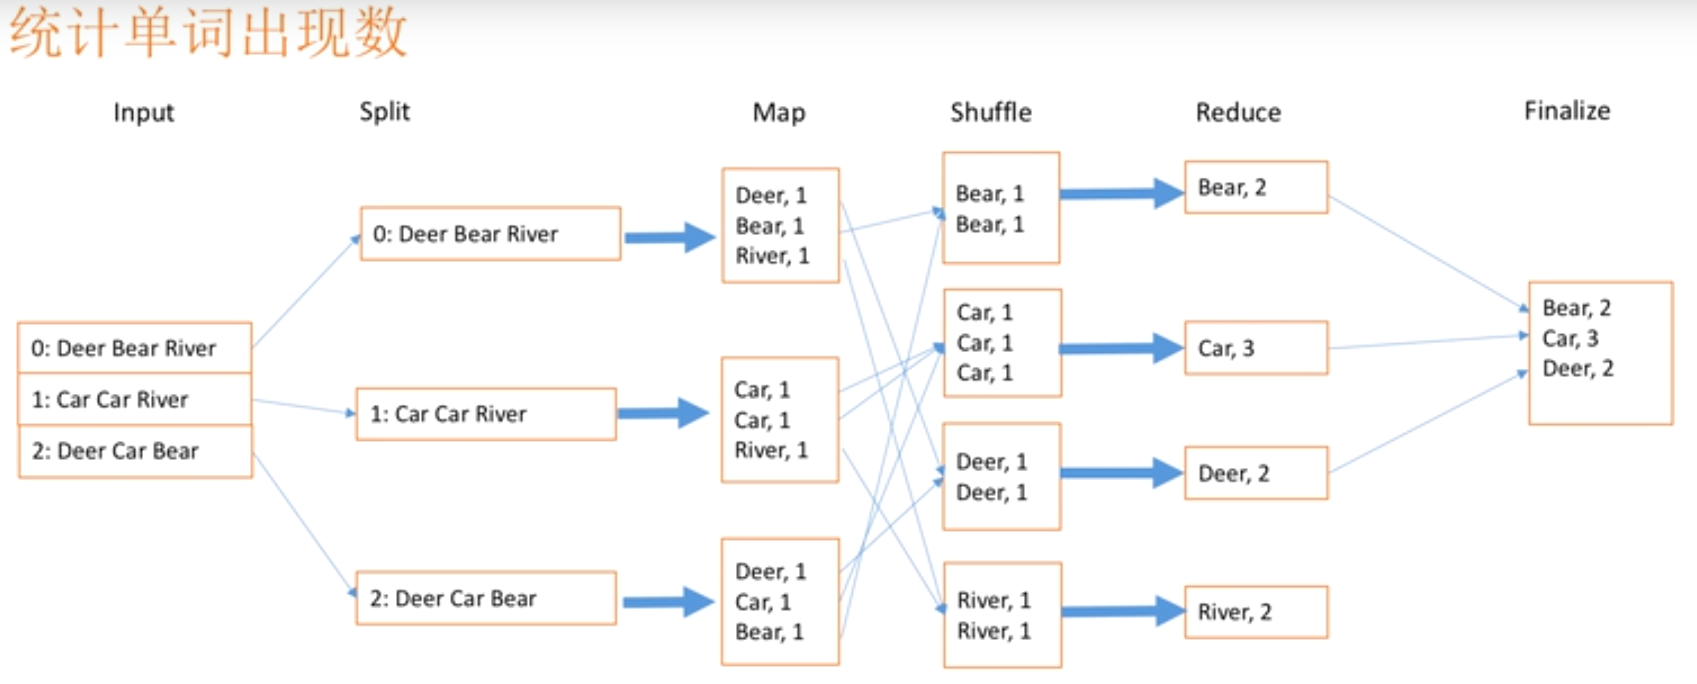 统计单词出现数
Input
Split
Map
Shuffle
Reduce
Finalize
0: Deer Bear River
1: Car Car River
2: Deer Car Bear
0: Deer Bear River
1: Car Car River
2: Deer Car Bear
Deer, 1
Bear, 1
River, 1
Car, 1
Car, 1
River, 1
Deer, 1
Car, 1
Bear, 1
Bear, 1
Bear, 1
Car, 1
Car, 1
Car, 1
Deer, 1
Deer, 1
River, 1
River, 1
Bear, 2
Car, 3
Deer, 2
River, 2
Bear, 2
Car, 3
Deer, 2